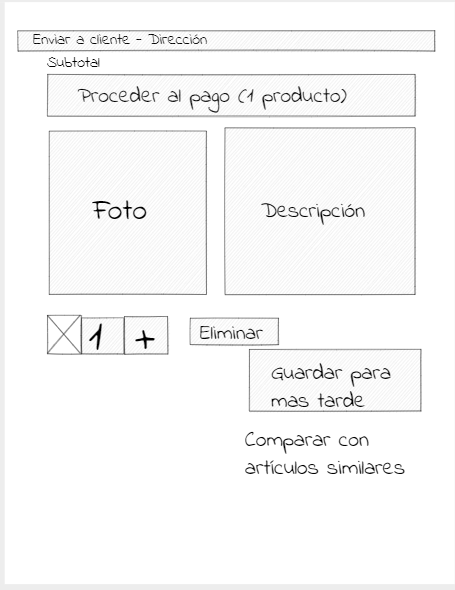 Enviar a cliente - Dirección
Subtotal
Proceder al pago (1 producto)
Foto
Descripción
1 +
Eliminar
Guardar para
mas tarde
Comparar con
artículos similares